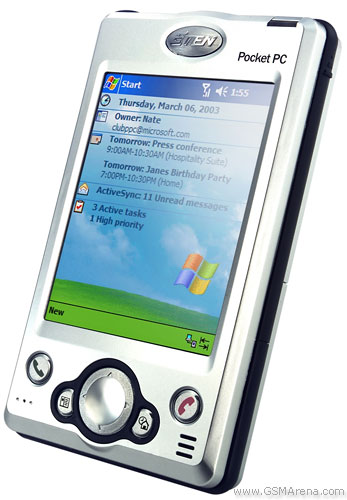 STEN
Pocket PC
Start 1:55
Thursday, March 06, 2003
Owner: Nate
clubppc@microsoft.com
Tomorrow: Press conference
9:00AM-10:30AM (Hospitality Suite)
Tomorrow: Janes Birthday Party
7:00PM-10:30PM (Home)
ActiveSync: 11 Unread messages
3 Active tasks
1 High priority
New
www.GSMArena.com